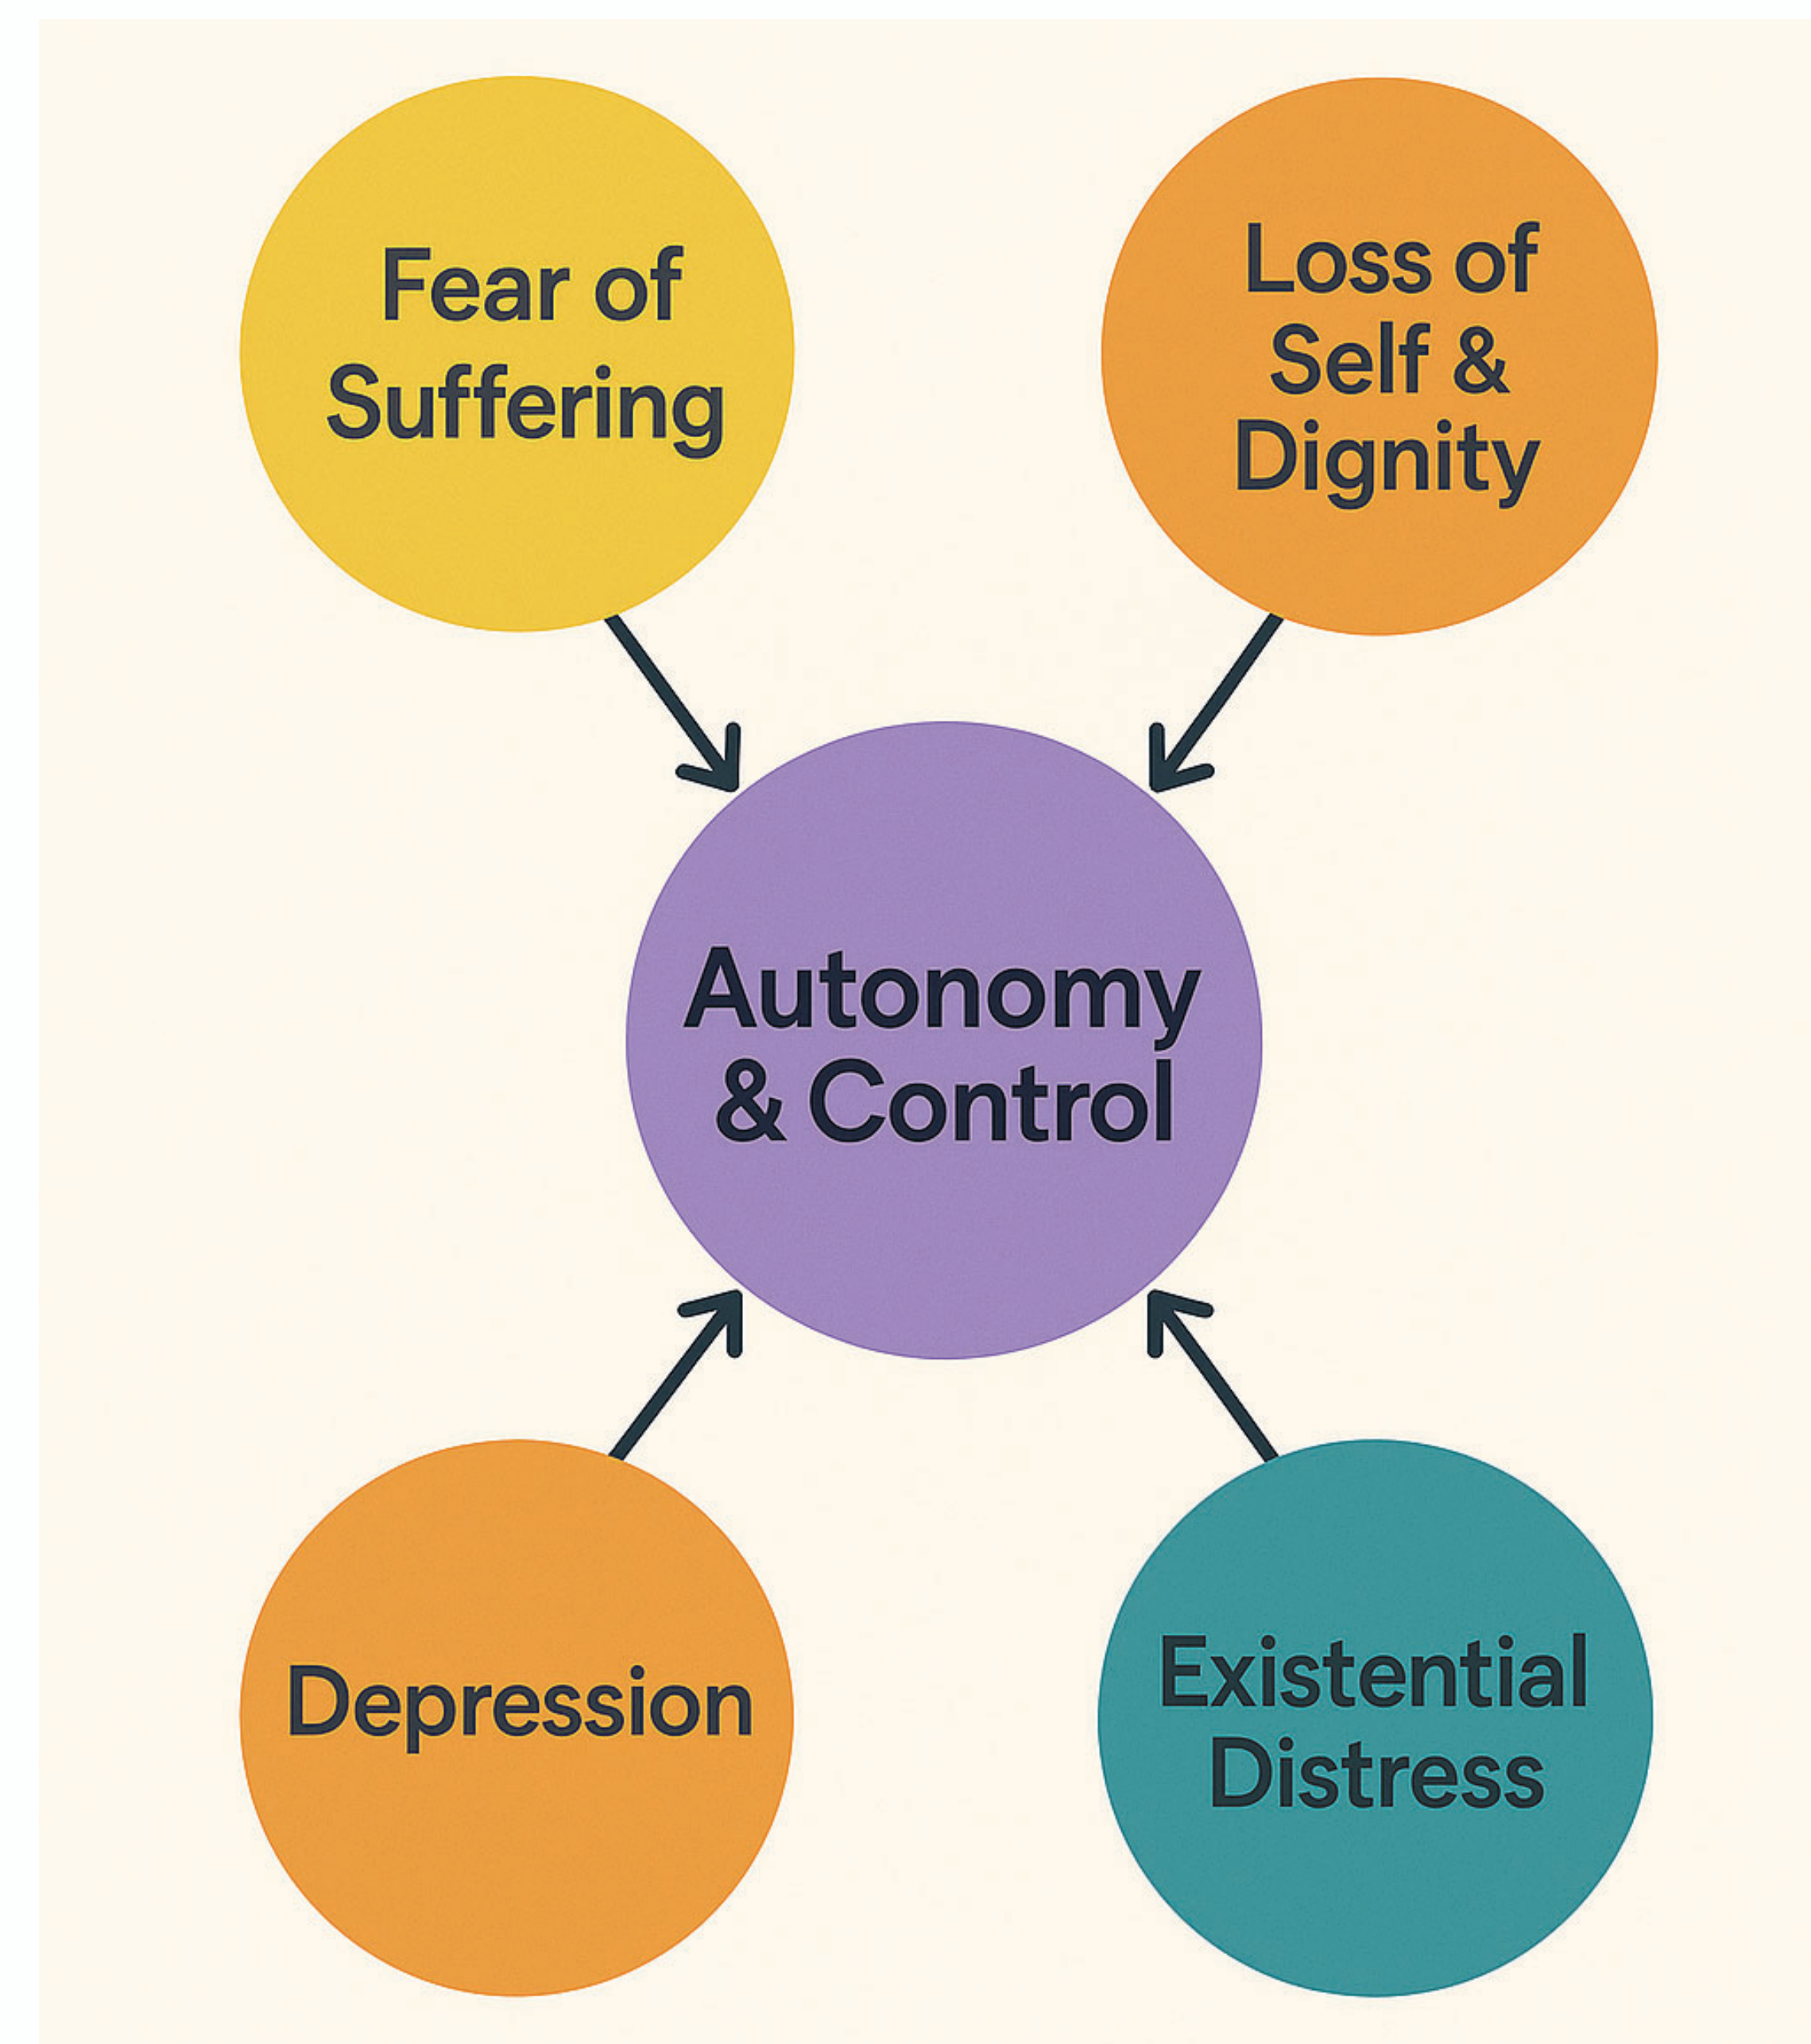 Fear of
Suffering
Loss of
Self &
Dignity
Autonomy
& Control
Depression
Existential
Distress